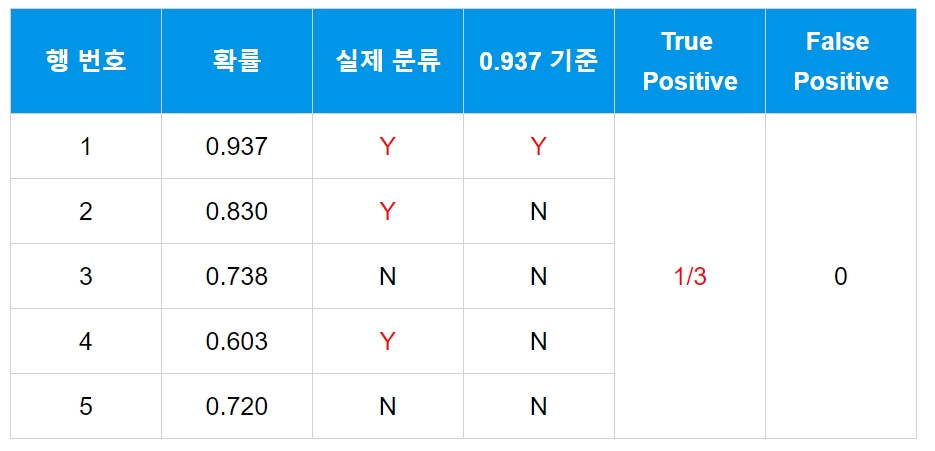 행 번호 확률 실제 분류 0.937 기준 True Positive False Positive
1 0.937 Y Y
2 0.830 Y N
3 0.738 N N 1/3 0
4 0.603 Y N
5 0.720 N N